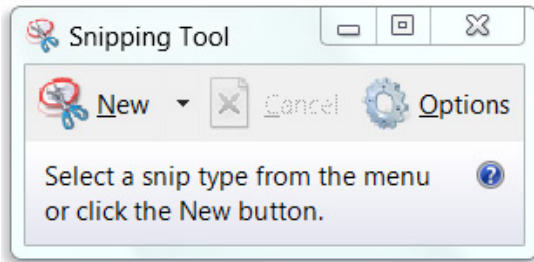 Snipping Tool
New Cancel Options
Select a snip type from the menu
or click the New button.
?